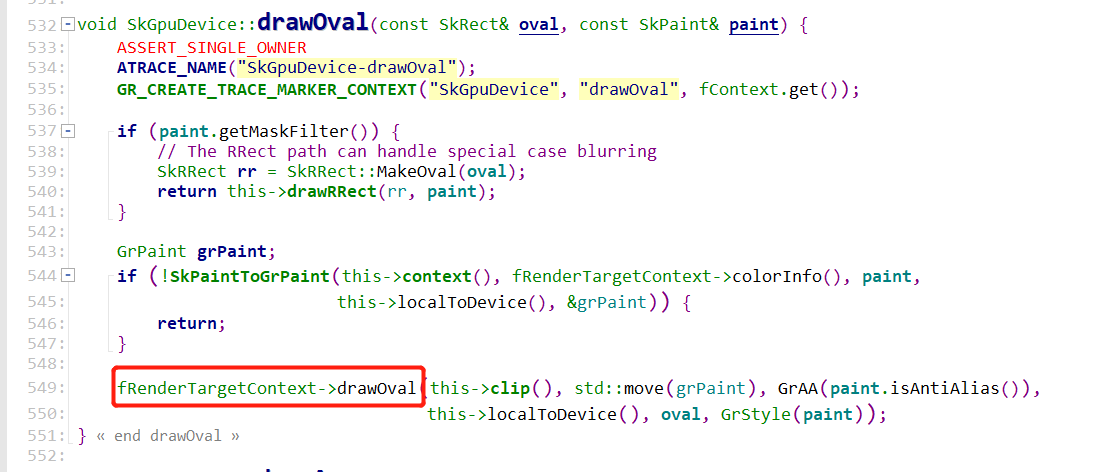 532 void SkGpuDevice::drawOval(const SkRect& oval, const SkPaint& paint) {
533: ASSERT_SINGLE_OWNER
534: ATRACE_NAME("SkGpuDevice-drawOval");
535: GR_CREATE_TRACE_MARKER_CONTEXT("SkGpuDevice", "drawOval", fContext.get());
536:
537 if (paint.getMaskFilter()) {
538: // The RRect path can handle special case blurring
539: SkRRect rr = SkRRect::MakeOval(oval);
540: return this->drawRRect(rr, paint);
541: }
542:
543: GrPaint grPaint;
544 if (!SkPaintToGrPaint(this->context(), fRenderTargetContext->colorInfo(), paint,
545: this->localToDevice(), &grPaint)) {
546: return;
547: }
548:
549: fRenderTargetContext->drawOval(this->clip(), std::move(grPaint), GrAA(paint.isAntiAlias()),
550: this->localToDevice(), oval, GrStyle(paint));
551: } « end drawOval »
552: